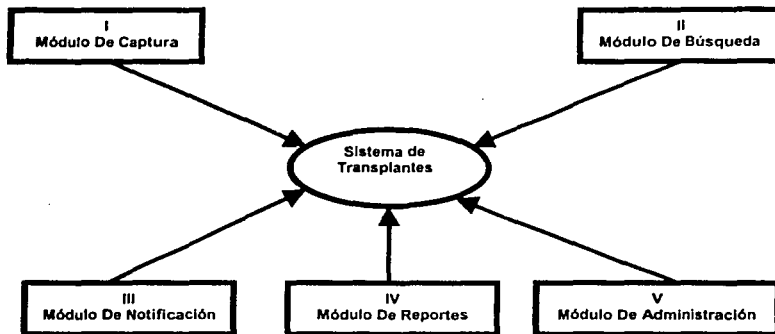 I
Módulo De Captura
II
Módulo De Búsqueda
Sistema de
Transplantes
III
Módulo De Notificación
IV
Módulo De Reportes
V
Módulo De Administración